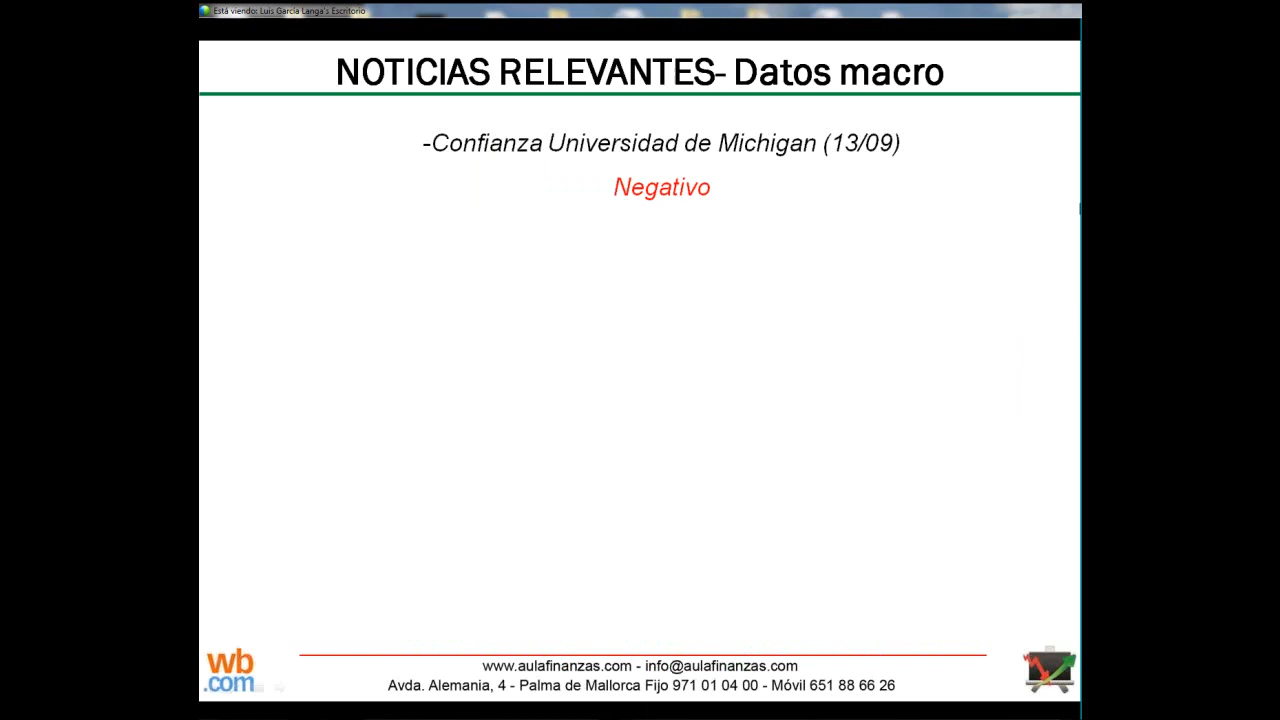 Está viendo: Luis García Langa's Escritorio
NOTICIAS RELEVANTES- Datos macro
-Confianza Universidad de Michigan (13/09)
Negativo
wb
.com
www.aulafinanzas.com - info@aulafinanzas.com
Avda. Alemania, 4 - Palma de Mallorca Fijo 971 01 04 00 - Móvil 651 88 66 26